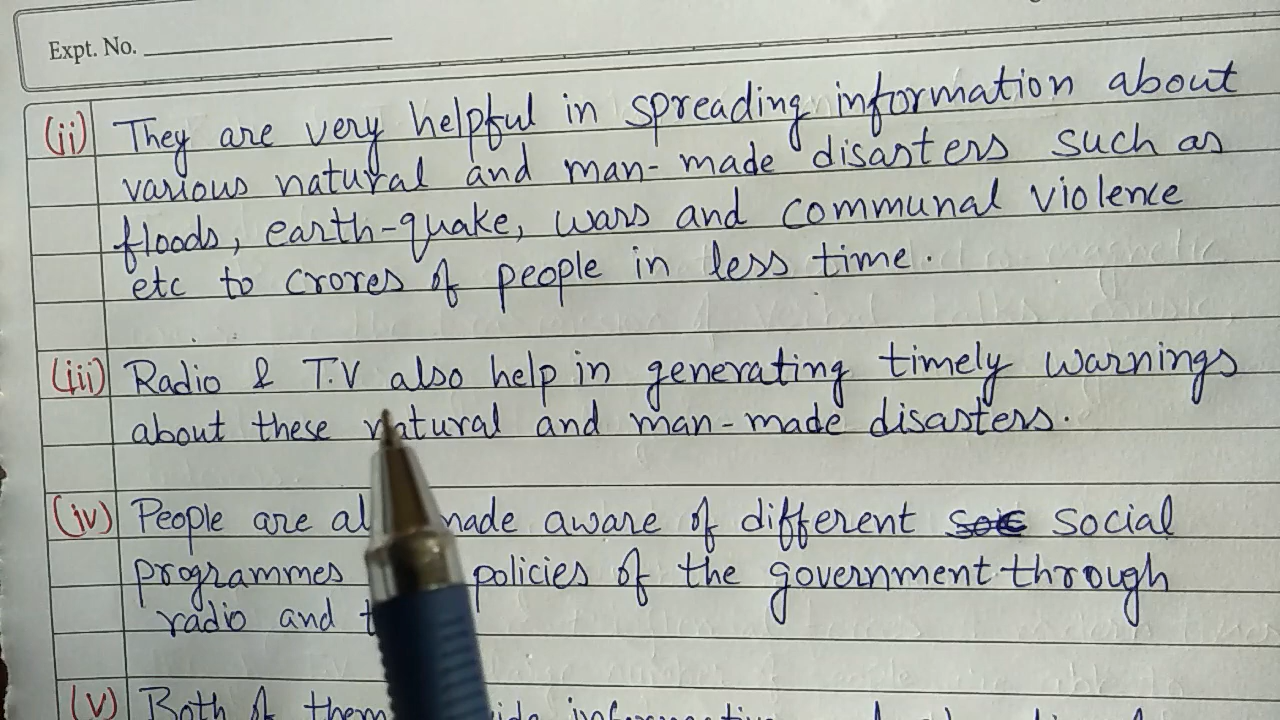 Expt. No.
(ii) They are very helpful in spreading information about
various natural and man-made disasters such as
floods, earth-quake, wars and communal violence
etc to crores of people in less time.
(iii) Radio & T.V also help in generating timely warnings
about these natural and man-made disasters.
(iv) People are al made aware of different social
programmes policies of the government through
radio and t
(v) Both of them